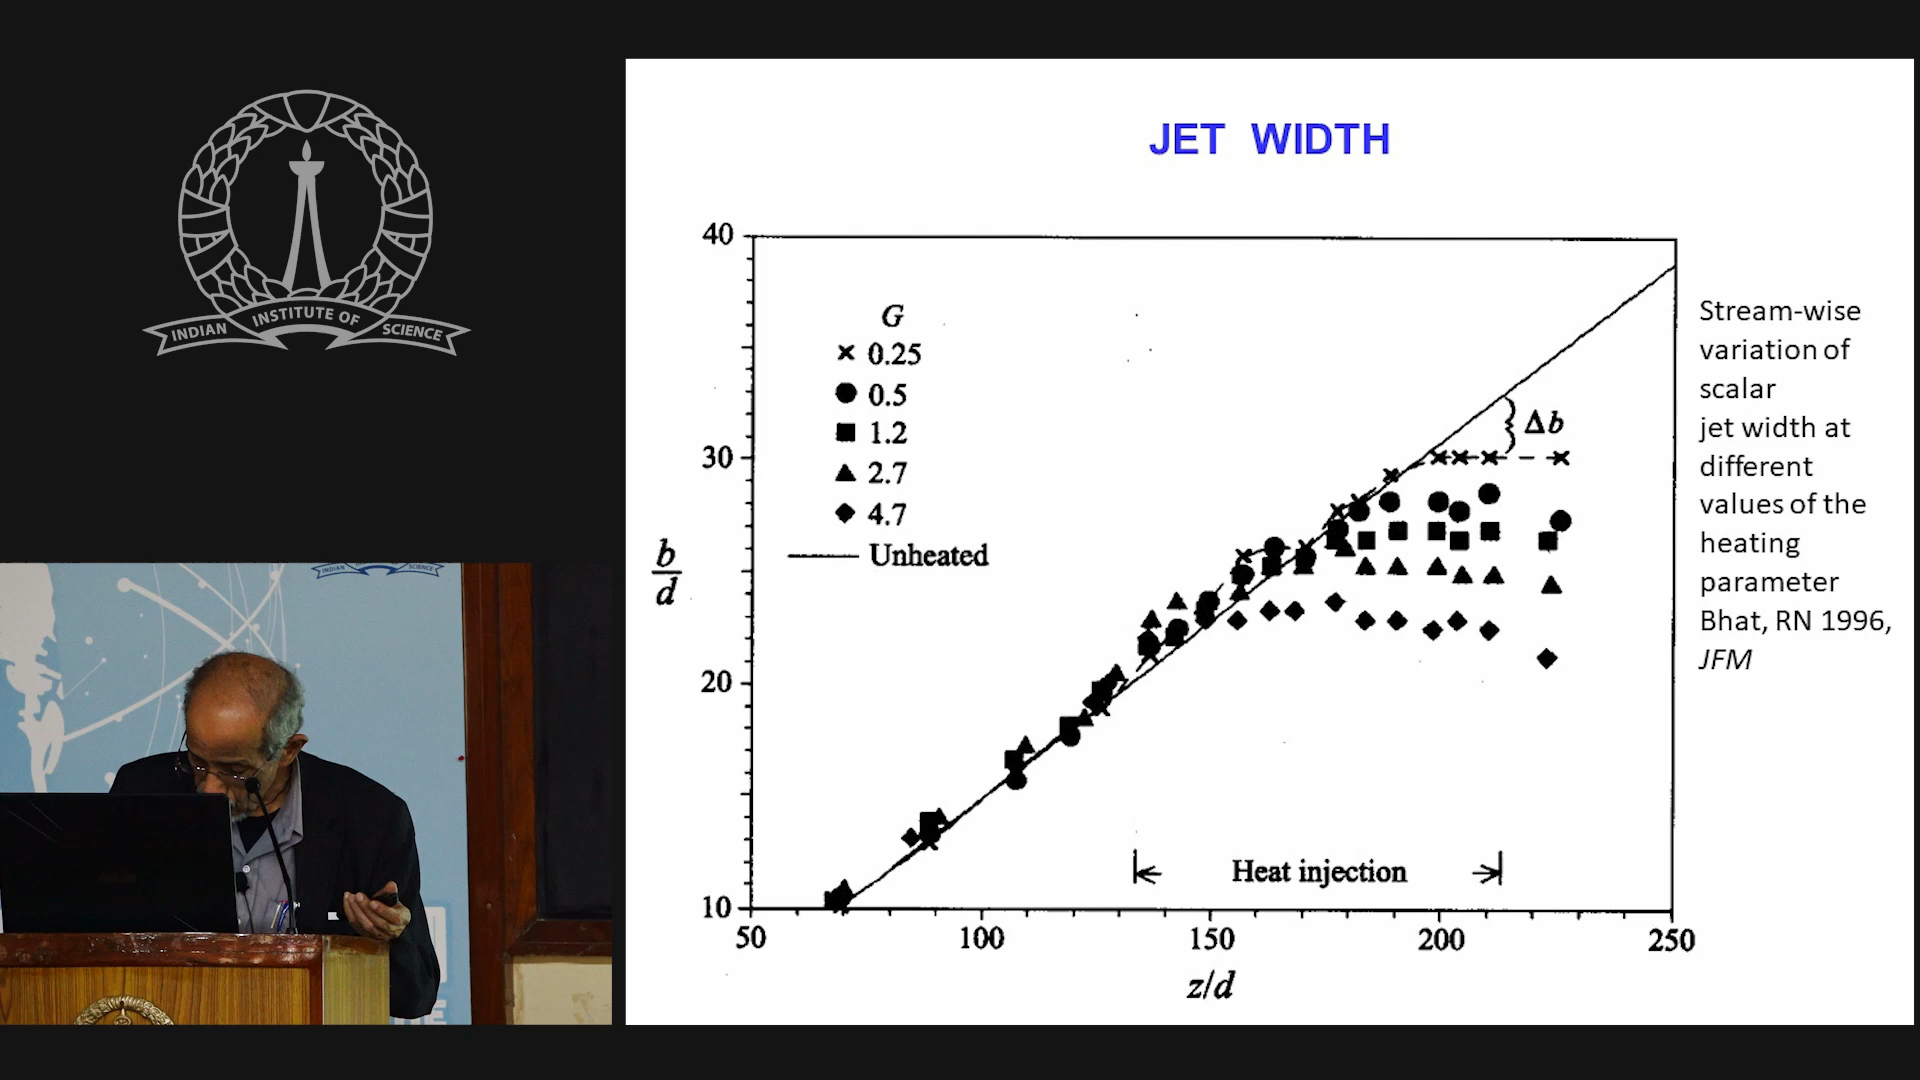 INDIAN INSTITUTE OF SCIENCE
JET WIDTH
40
30
20
10
b
d
G
0.25
0.5
1.2
2.7
4.7
Unheated
Δb
Heat injection
50 100 150 200 250
z/d
Stream-wise
variation of
scalar
jet width at
different
values of the
heating
parameter
Bhat, RN 1996,
JFM
INDIAN SCIENCE